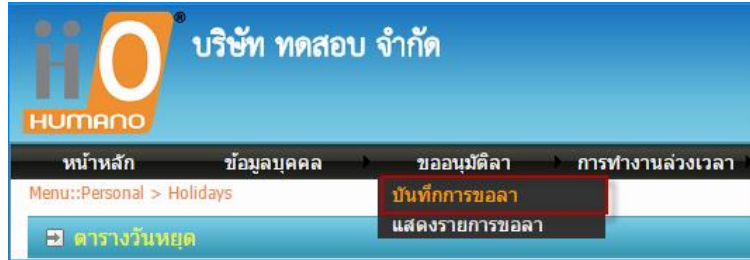 บริษัท ทดสอบ จำกัด
HO®
HUMANO
หน้าหลัก ข้อมูลบุคคล ขออนุมัติลา การทำงานล่วงเวลา
Menu::Personal > Holidays
บันทึกการขอลา
แสดงรายการขอลา
ตารางวันหยุด